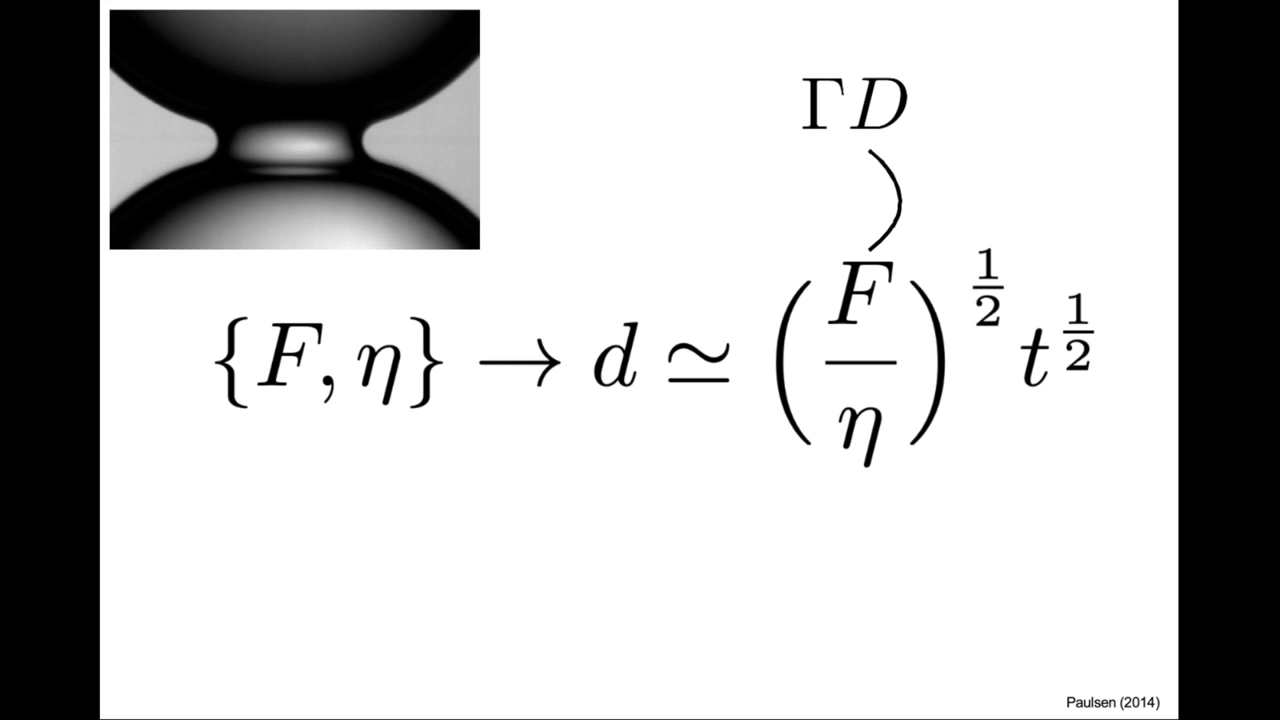 ΓD
{F, η} → d ≃ (F/η)^{1/2} t^{1/2}
Paulsen (2014)